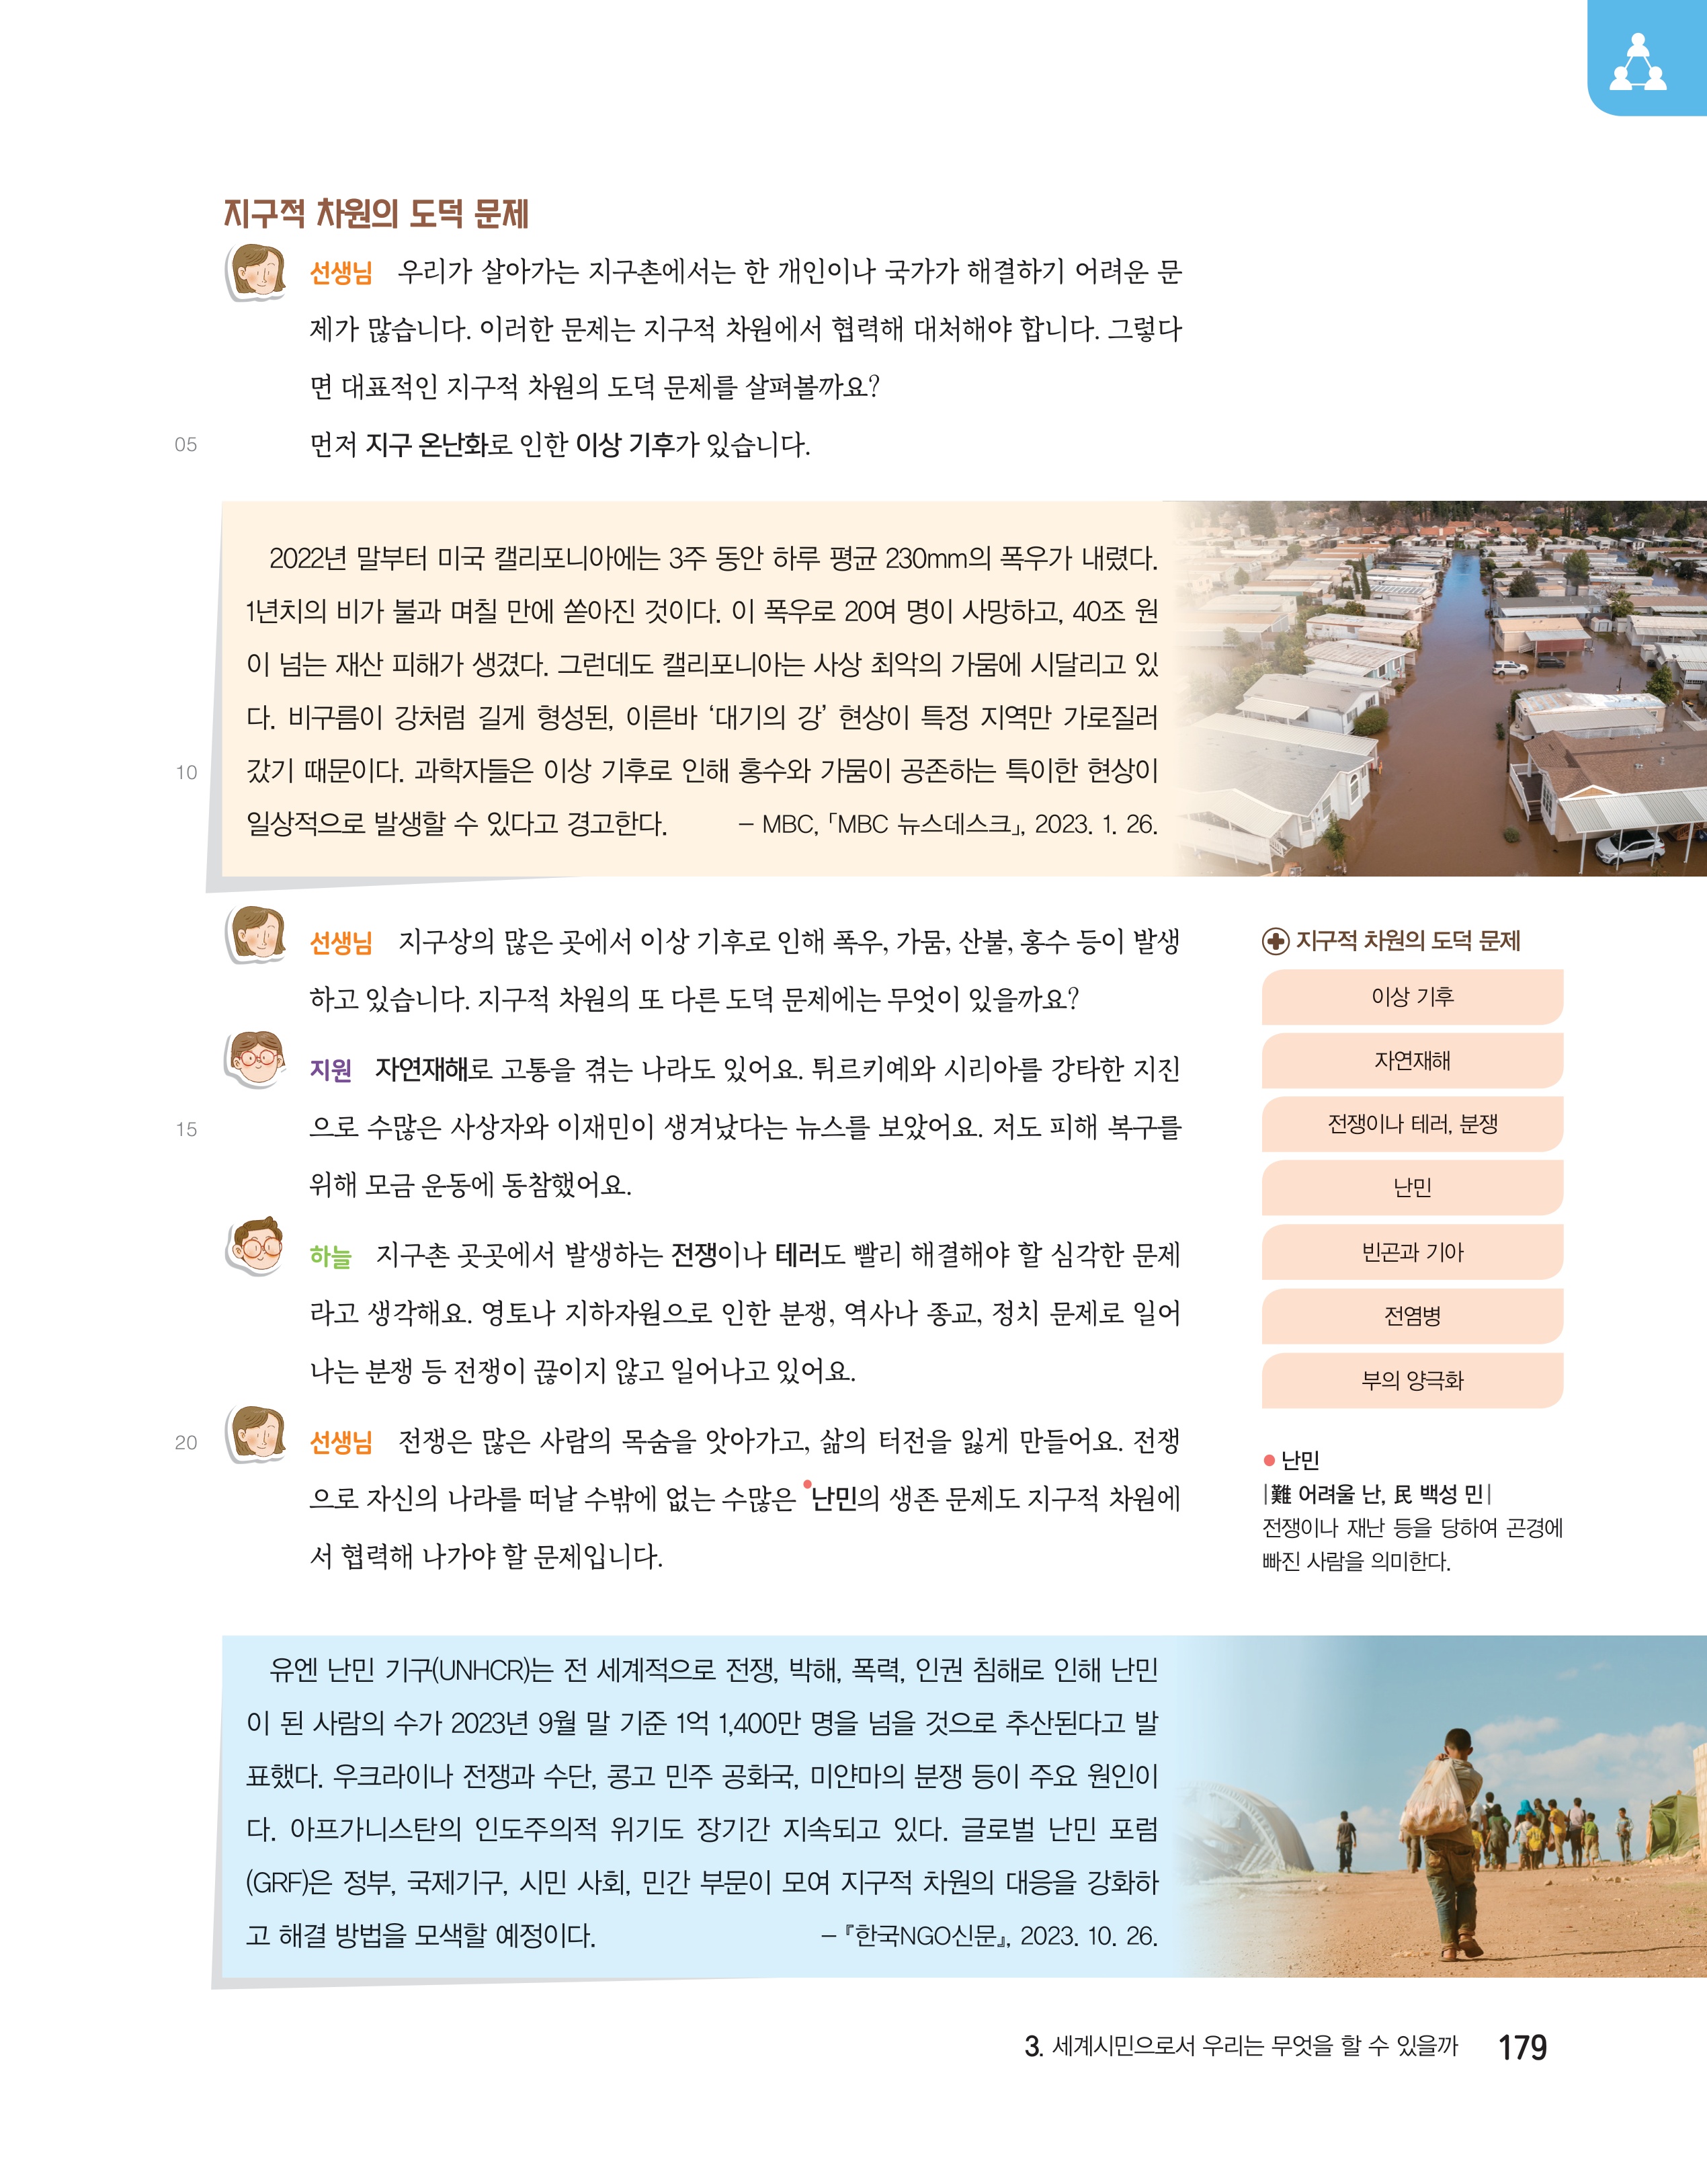 지구적 차원의 도덕 문제
선생님 우리가 살아가는 지구촌에서는 한 개인이나 국가가 해결하기 어려운 문
제가 많습니다. 이러한 문제는 지구적 차원에서 협력해 대처해야 합니다. 그렇다
면 대표적인 지구적 차원의 도덕 문제를 살펴볼까요?
05 먼저 지구 온난화로 인한 이상 기후가 있습니다.
2022년 말부터 미국 캘리포니아에는 3주 동안 하루 평균 230mm의 폭우가 내렸다.
1년치의 비가 불과 며칠 만에 쏟아진 것이다. 이 폭우로 20여 명이 사망하고, 40조 원
이 넘는 재산 피해가 생겼다. 그런데도 캘리포니아는 사상 최악의 가뭄에 시달리고 있
다. 비구름이 강처럼 길게 형성된, 이른바 ‘대기의 강’ 현상이 특정 지역만 가로질러
10 갔기 때문이다. 과학자들은 이상 기후로 인해 홍수와 가뭄이 공존하는 특이한 현상이
일상적으로 발생할 수 있다고 경고한다. – MBC, 「MBC 뉴스데스크」, 2023. 1. 26.
선생님 지구상의 많은 곳에서 이상 기후로 인해 폭우, 가뭄, 산불, 홍수 등이 발생
하고 있습니다. 지구적 차원의 또 다른 도덕 문제에는 무엇이 있을까요?
지원 자연재해로 고통을 겪는 나라도 있어요. 튀르키예와 시리아를 강타한 지진
15 으로 수많은 사상자와 이재민이 생겨났다는 뉴스를 보았어요. 저도 피해 복구를
위해 모금 운동에 동참했어요.
하늘 지구촌 곳곳에서 발생하는 전쟁이나 테러도 빨리 해결해야 할 심각한 문제
라고 생각해요. 영토나 지하자원으로 인한 분쟁, 역사나 종교, 정치 문제로 일어
나는 분쟁 등 전쟁이 끊이지 않고 일어나고 있어요.
20 선생님 전쟁은 많은 사람의 목숨을 앗아가고, 삶의 터전을 잃게 만들어요. 전쟁
으로 자신의 나라를 떠날 수밖에 없는 수많은 난민의 생존 문제도 지구적 차원에
서 협력해 나가야 할 문제입니다.
지구적 차원의 도덕 문제
이상 기후
자연재해
전쟁이나 테러, 분쟁
난민
빈곤과 기아
전염병
부의 양극화
• 난민
|難 어려울 난, 民 백성 민|
전쟁이나 재난 등을 당하여 곤경에
빠진 사람을 의미한다.
유엔 난민 기구(UNHCR)는 전 세계적으로 전쟁, 박해, 폭력, 인권 침해로 인해 난민
이 된 사람의 수가 2023년 9월 말 기준 1억 1,400만 명을 넘을 것으로 추산된다고 발
표했다. 우크라이나 전쟁과 수단, 콩고 민주 공화국, 미얀마의 분쟁 등이 주요 원인이
다. 아프가니스탄의 인도주의적 위기도 장기간 지속되고 있다. 글로벌 난민 포럼
(GRF)은 정부, 국제기구, 시민 사회, 민간 부문이 모여 지구적 차원의 대응을 강화하
고 해결 방법을 모색할 예정이다. – 『한국NGO신문』, 2023. 10. 26.
3. 세계시민으로서 우리는 무엇을 할 수 있을까 179